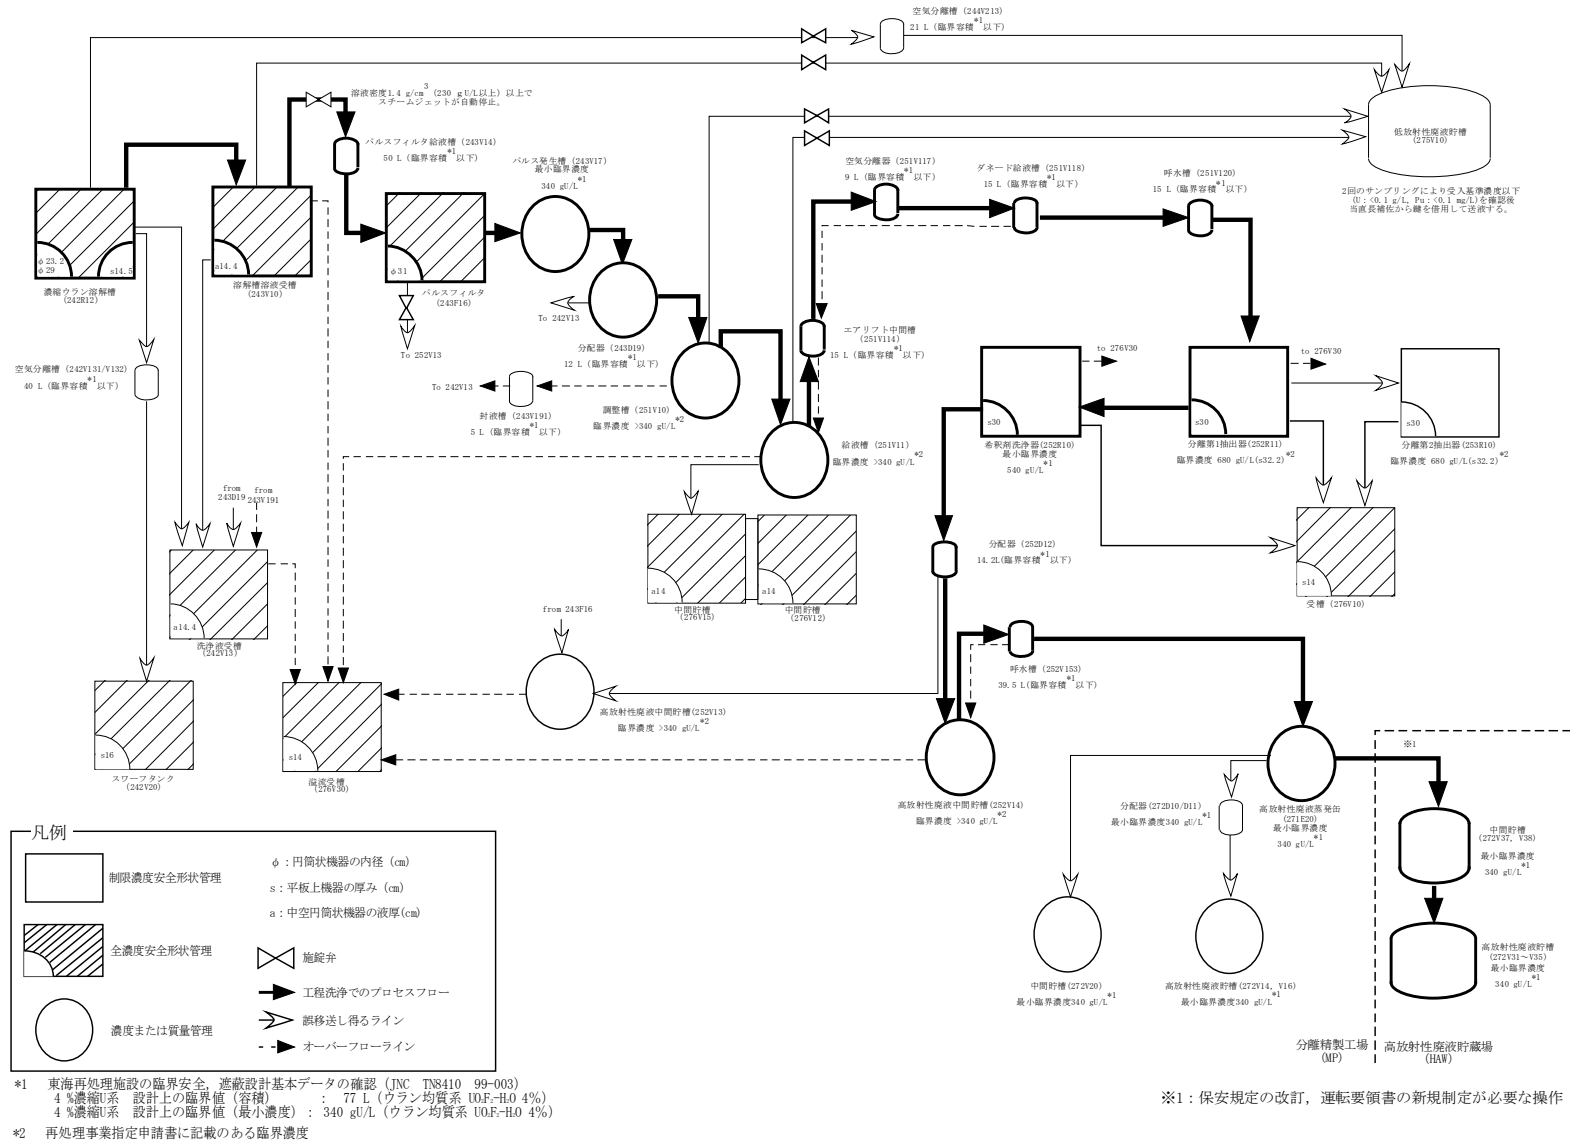 空気分離槽 (244V213)
21 L (臨界容積*1以下)
溶液密度1.4 g/cm3 (230 gU/L以上) 以上で
スチームジェットが自動停止。
パルスフィルタ給液槽 (243V14)
50 L (臨界容積*1以下)
パルス発生槽 (243V17)
最小臨界濃度
340 gU/L*1
空気分離器 (251V117)
9 L (臨界容積*1以下)
ダネード給液槽 (251V118)
15 L (臨界容積*1以下)
呼水槽 (251V120)
15 L (臨界容積*1以下)
低放射性廃液貯槽
(275V10)
2回のサンプリングにより受入基準濃度以下
(U：<0.1 g/L, Pu：<0.1 mg/L)を確認後
当直長補佐から鍵を借用して送液する。
φ23.2
φ29
s14.5
濃縮ウラン溶解槽
(242R12)
a14.4
溶解槽溶液受槽
(243V10)
φ31
パルスフィルタ
(243F16)
To 252V13
To 242V13
分配器 (243D19)
12 L (臨界容積*1以下)
エアリフト中間槽
(251V114)
15 L (臨界容積*1以下)
空気分離槽 (242V131/V132)
40 L (臨界容積*1以下)
To 242V13
封液槽 (243V191)
5 L (臨界容積*1以下)
調整槽 (251V10)
臨界濃度 >340 gU/L*2
給液槽 (251V11)
臨界濃度 >340 gU/L*2
to 276V30
s30
希釈剤洗浄器(252R10)
最小臨界濃度
540 gU/L*1
to 276V30
s30
分離第1抽出器(252R11)
臨界濃度 680 gU/L(s32.2)*2
s30
分離第2抽出器(253R10)
臨界濃度 680 gU/L(s32.2)*2
from
243D19
from
243V191
a14.4
洗浄液受槽
(242V13)
a14
中間貯槽
(276V15)
a14
中間貯槽
(276V12)
分配器 (252D12)
14.2L(臨界容積*1以下)
s14
受槽 (276V10)
from 243F16
呼水槽 (252V153)
39.5 L(臨界容積*1以下)
高放射性廃液中間貯槽(252V13)
臨界濃度 >340 gU/L*2
s16
スワーフタンク
(242V20)
s14
溢流受槽
(276V30)
※1
高放射性廃液中間貯槽(252V14)
臨界濃度 >340 gU/L*2
分配器 (272D10/D11)
最小臨界濃度340 gU/L*1
高放射性廃液蒸発缶
(271E20)
最小臨界濃度
340 gU/L*1
中間貯槽
(272V37, V38)
最小臨界濃度
340 gU/L*1
高放射性廃液貯槽
(272V31～V35)
最小臨界濃度
340 gU/L*1
中間貯槽(272V20)
最小臨界濃度340 gU/L*1
高放射性廃液貯槽(272V14, V16)
最小臨界濃度340 gU/L*1
分離精製工場
(MP)
高放射性廃液貯蔵場
(HAW)
凡例
制限濃度安全形状管理
全濃度安全形状管理
濃度または質量管理
φ：円筒状機器の内径 (cm)
s：平板上機器の厚み (cm)
a：中空円筒状機器の液厚(cm)
施錠弁
工程洗浄でのプロセスフロー
誤移送し得るライン
オーバーフローライン
*1 東海再処理施設の臨界安全，遮蔽設計基本データの確認 (JNC TN8410 99-003)
4 %濃縮U系 設計上の臨界値 (容積) ： 77 L (ウラン均質系 UO2F2-H2O 4%)
4 %濃縮U系 設計上の臨界値 (最小濃度)： 340 gU/L (ウラン均質系 UO2F2-H2O 4%)
*2 再処理事業指定申請書に記載のある臨界濃度
※1：保安規定の改訂，運転要領書の新規制定が必要な操作